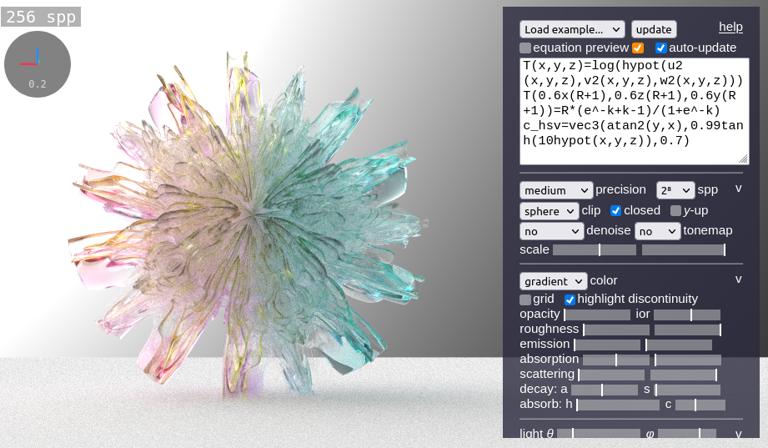 256 spp
0.2
Load example... update help
equation preview auto-update
T(x,y,z)=log(hypot(u2
(x,y,z),v2(x,y,z),w2(x,y,z)))
T(0.6x(R+1),0.6z(R+1),0.6y(R
+1))=R*(e^-k+k-1)/(1+e^-k)
c_hsv=vec3(atan2(y,x),0.99tan
h(10hypot(x,y,z)),0.7)
medium precision 2⁸ spp v
sphere clip closed y-up
no denoise no tonemap
scale
gradient color v
grid highlight discontinuity
opacity ior
roughness
emission
absorption
scattering
decay: a s
absorb: h c
light θ φ v